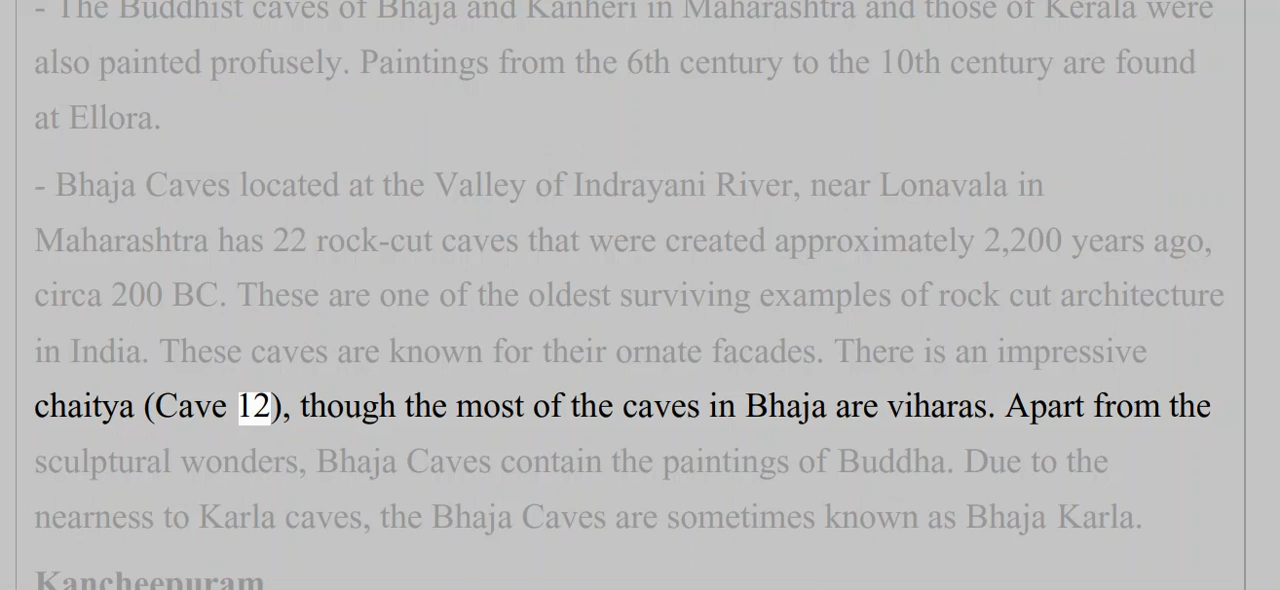 - The Buddhist caves of Bhaja and Kanheri in Maharashtra and those of Kerala were
also painted profusely. Paintings from the 6th century to the 10th century are found
at Ellora.
- Bhaja Caves located at the Valley of Indrayani River, near Lonavala in
Maharashtra has 22 rock-cut caves that were created approximately 2,200 years ago,
circa 200 BC. These are one of the oldest surviving examples of rock cut architecture
in India. These caves are known for their ornate facades. There is an impressive
chaitya (Cave 12), though the most of the caves in Bhaja are viharas. Apart from the
sculptural wonders, Bhaja Caves contain the paintings of Buddha. Due to the
nearness to Karla caves, the Bhaja Caves are sometimes known as Bhaja Karla.
Kancheepuram